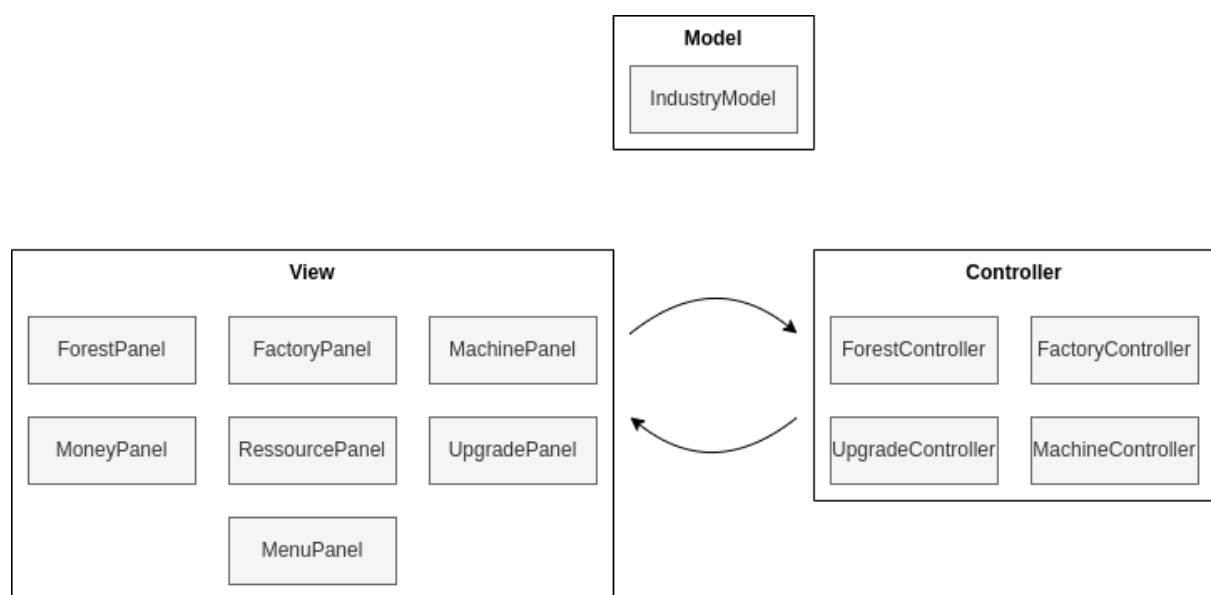 Model
IndustryModel
View
ForestPanel
FactoryPanel
MachinePanel
MoneyPanel
RessourcePanel
UpgradePanel
MenuPanel
Controller
ForestController
FactoryController
UpgradeController
MachineController